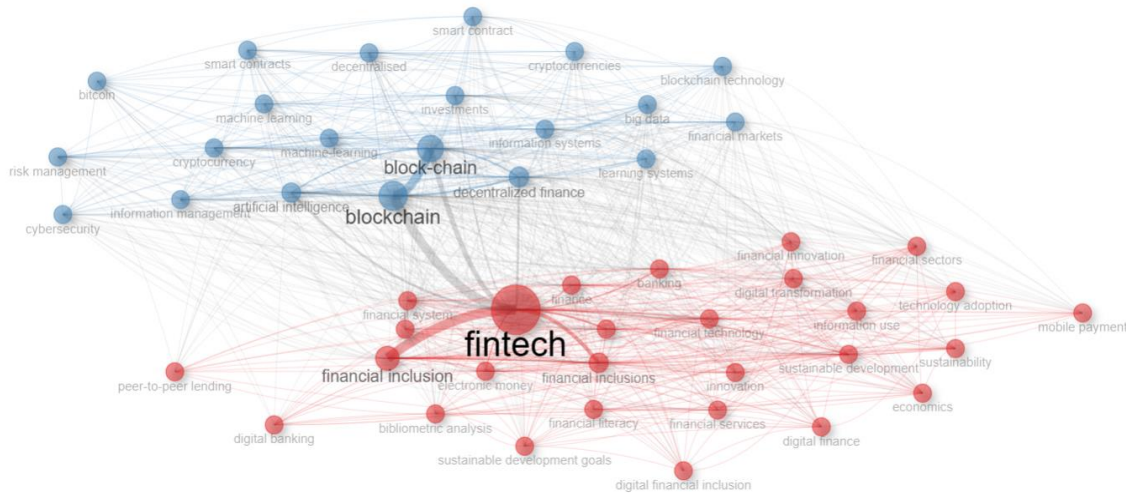 smart contract
smart contracts
decentralised
cryptocurrencies
blockchain technology
bitcoin
investments
machine learning
big data
financial markets
information systems
machine-learning
cryptocurrency
block-chain
risk management
learning systems
decentralized finance
artificial intelligence
information management
blockchain
cybersecurity
financial innovation
financial sectors
banking
digital transformation
finance
technology adoption
financial system
information use
mobile payment
financial technology
fintech
sustainability
sustainable development
financial inclusion
financial inclusions
peer-to-peer lending
electronic money
innovation
economics
financial literacy
financial services
bibliometric analysis
digital banking
digital finance
sustainable development goals
digital financial inclusion